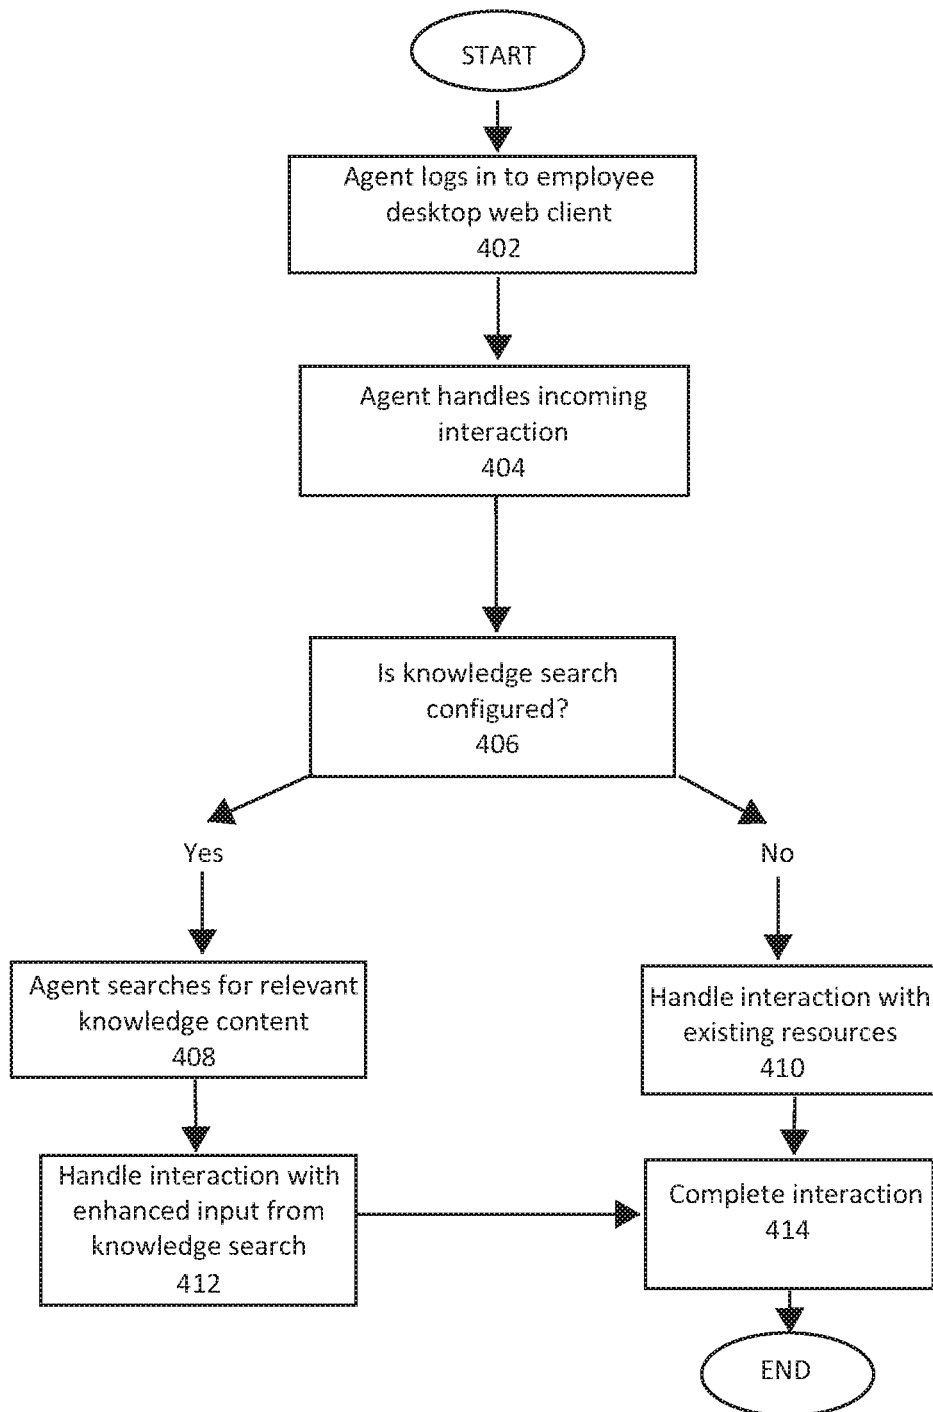 START
Agent logs in to employee
desktop web client
402
Agent handles incoming
interaction
404
Is knowledge search
configured?
406
Yes
No
Agent searches for relevant
knowledge content
408
Handle interaction with
existing resources
410
Handle interaction with
enhanced input from
knowledge search
412
Complete interaction
414
END